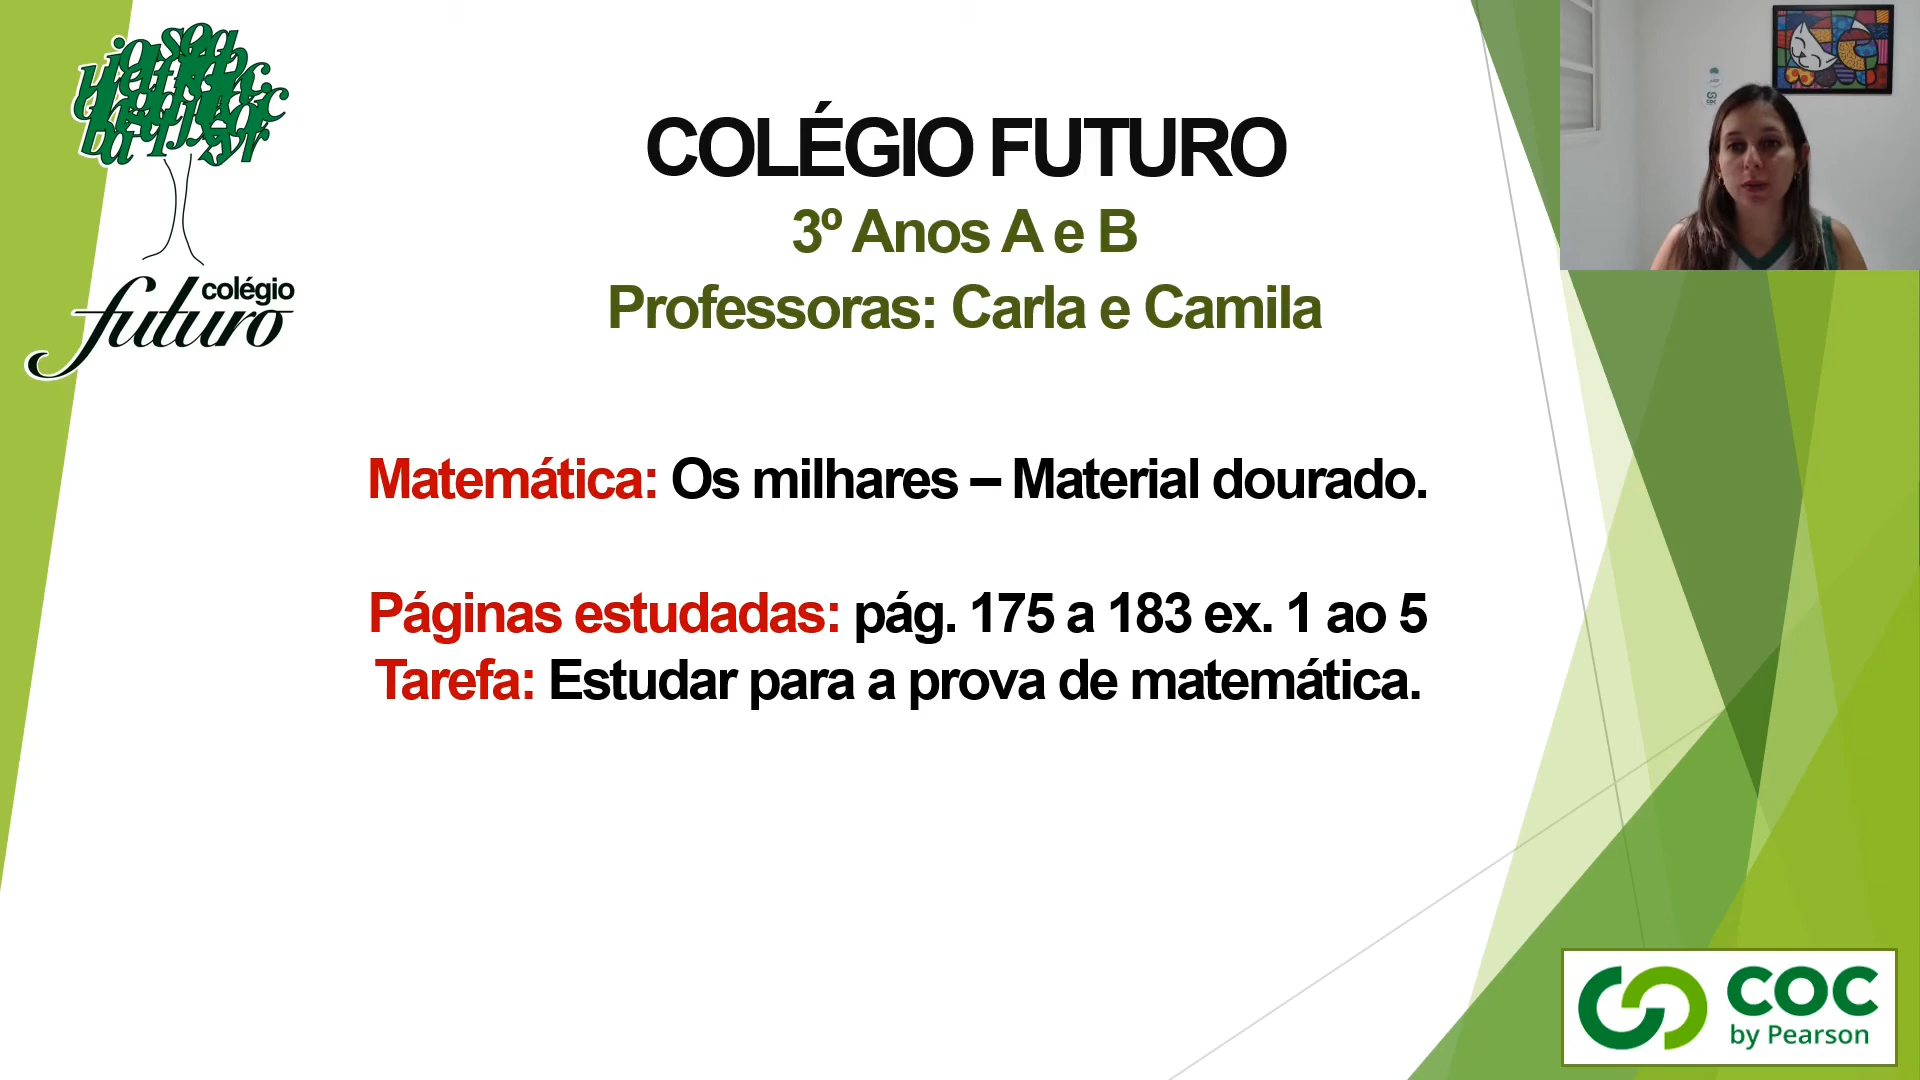 COLÉGIO FUTURO
3º Anos A e B
Professoras: Carla e Camila
colégio
futuro
Matemática: Os milhares – Material dourado.
Páginas estudadas: pág. 175 a 183 ex. 1 ao 5
Tarefa: Estudar para a prova de matemática.
COC
by Pearson